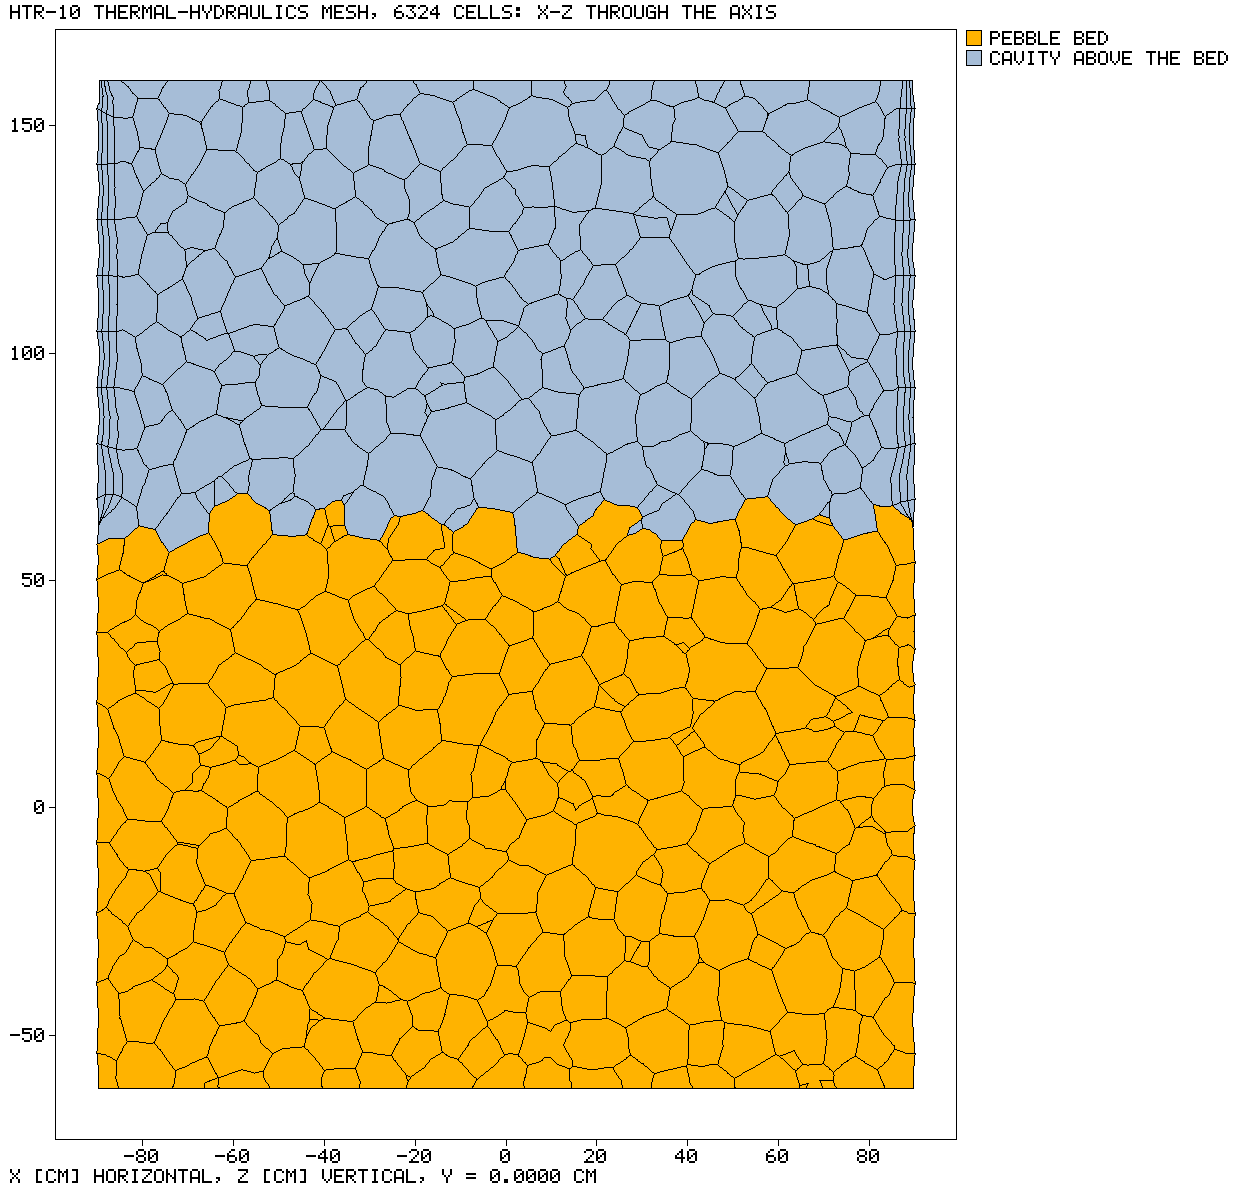 HTR-10 THERMAL-HYDRAULICS MESH, 6324 CELLS: X-Z THROUGH THE AXIS
PEBBLE BED
CAVITY ABOVE THE BED
150
100
50
0
-50
-80 -60 -40 -20 0 20 40 60 80
X [CM] HORIZONTAL, Z [CM] VERTICAL, Y = 0.0000 CM